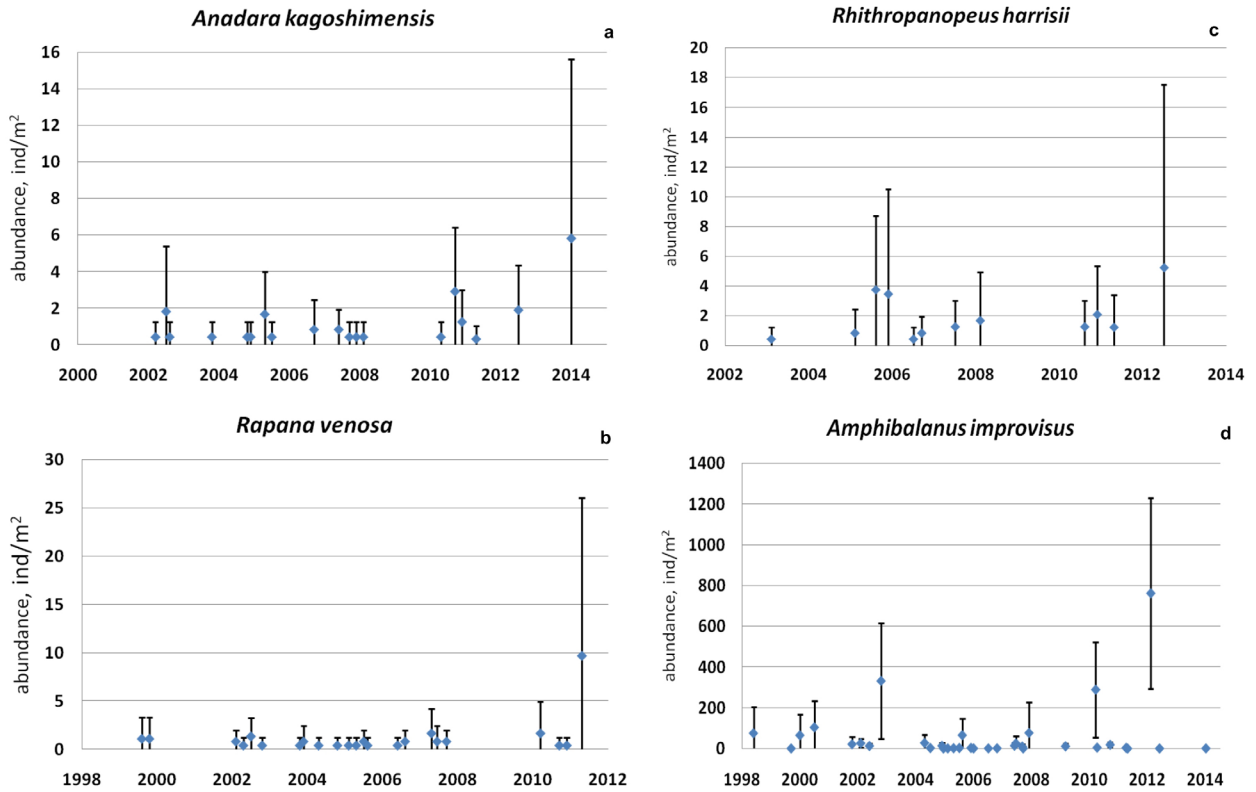 Anadara kagoshimensis
a
abundance, ind/m²
16
14
12
10
8
6
4
2
0
2000 2002 2004 2006 2008 2010 2012 2014
Rhithropanopeus harrisii
c
abundance, ind/m²
20
18
16
14
12
10
8
6
4
2
0
2002 2004 2006 2008 2010 2012 2014
Rapana venosa
b
abundance, ind/m²
30
25
20
15
10
5
0
1998 2000 2002 2004 2006 2008 2010 2012
Amphibalanus improvisus
d
abundance, ind/m²
1400
1200
1000
800
600
400
200
0
1998 2000 2002 2004 2006 2008 2010 2012 2014